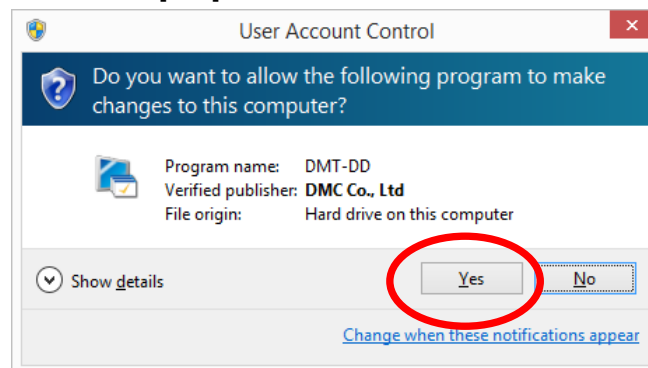 User Account Control
Do you want to allow the following program to make
changes to this computer?
Program name: DMT-DD
Verified publisher: DMC Co., Ltd
File origin: Hard drive on this computer
Show details
Yes No
Change when these notifications appear